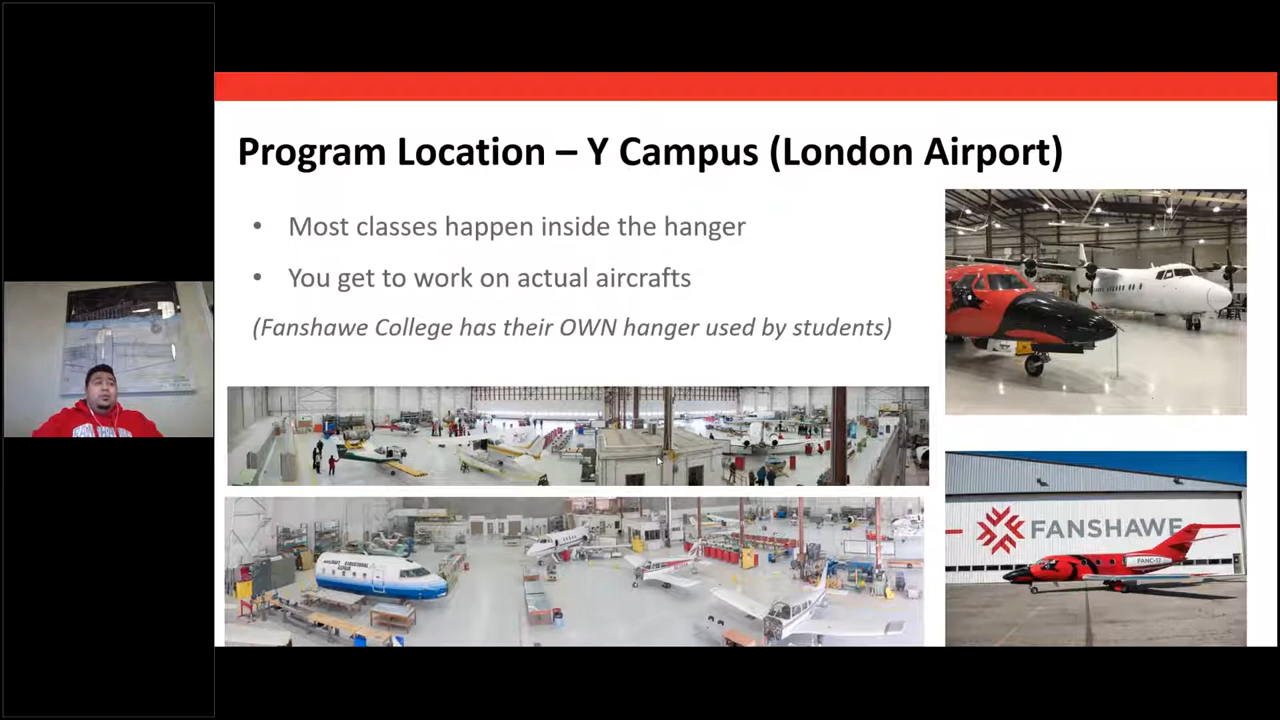 Program Location – Y Campus (London Airport)
• Most classes happen inside the hanger
• You get to work on actual aircrafts
(Fanshawe College has their OWN hanger used by students)
FANSHAWE